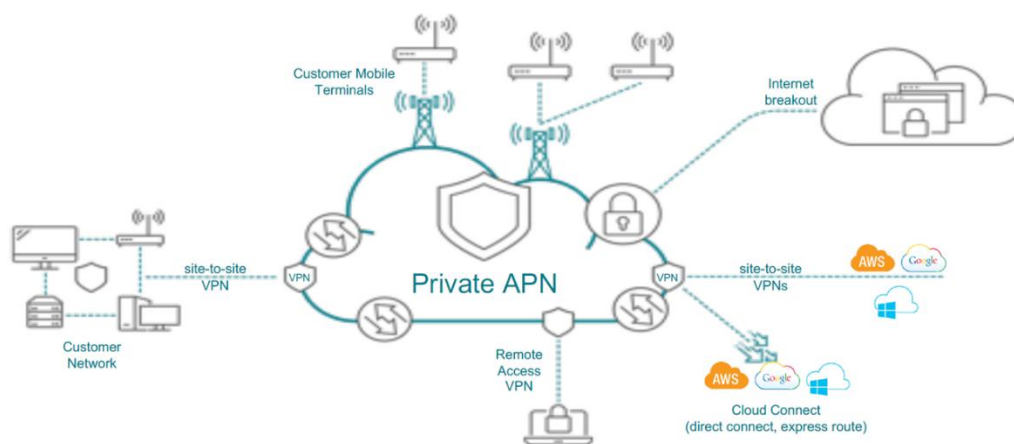 Customer Mobile
Terminals
Internet
breakout
Private APN
site-to-site
VPN
VPN
VPN
site-to-site
VPNs
AWS
Google
Customer
Network
Remote
Access
VPN
AWS
Google
Cloud Connect
(direct connect, express route)